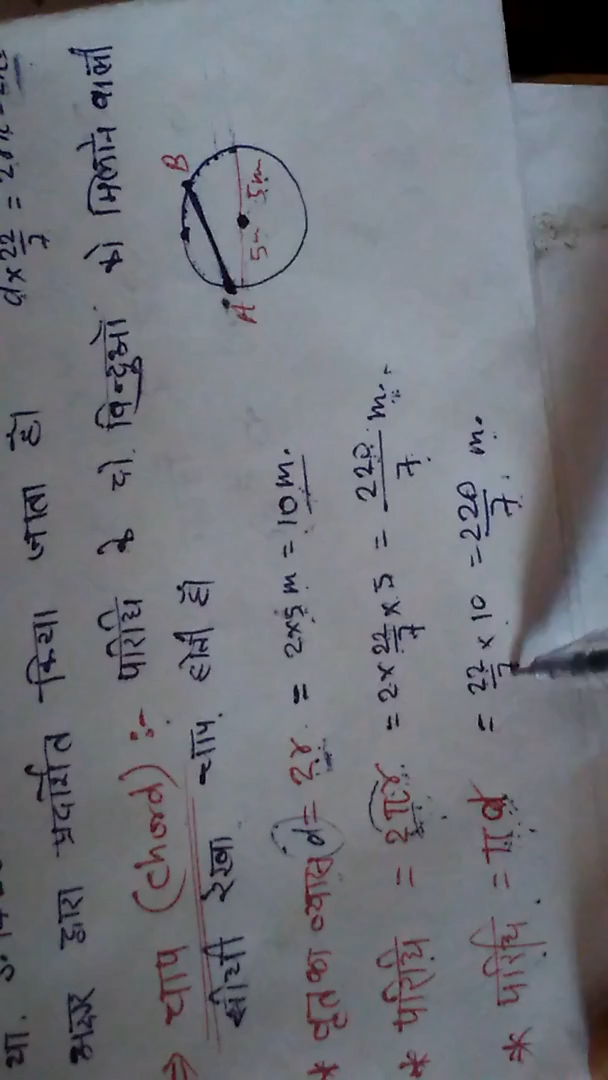 अक्षर द्वारा प्रदर्शित किया जाता है।
⇒ चाप (chord) :- परिधि के दो बिन्दुओं को मिलाने वाली
सीधी रेखा चाप होती है।
* वृत का व्यास d = 2r = 2×5 m = 10 m.
* परिधि = 2πr = 2×22/7×5 = 220/7 m.
* परिधि = πd = 22/7 × 10 = 220/7 m.
A B
5m 5m